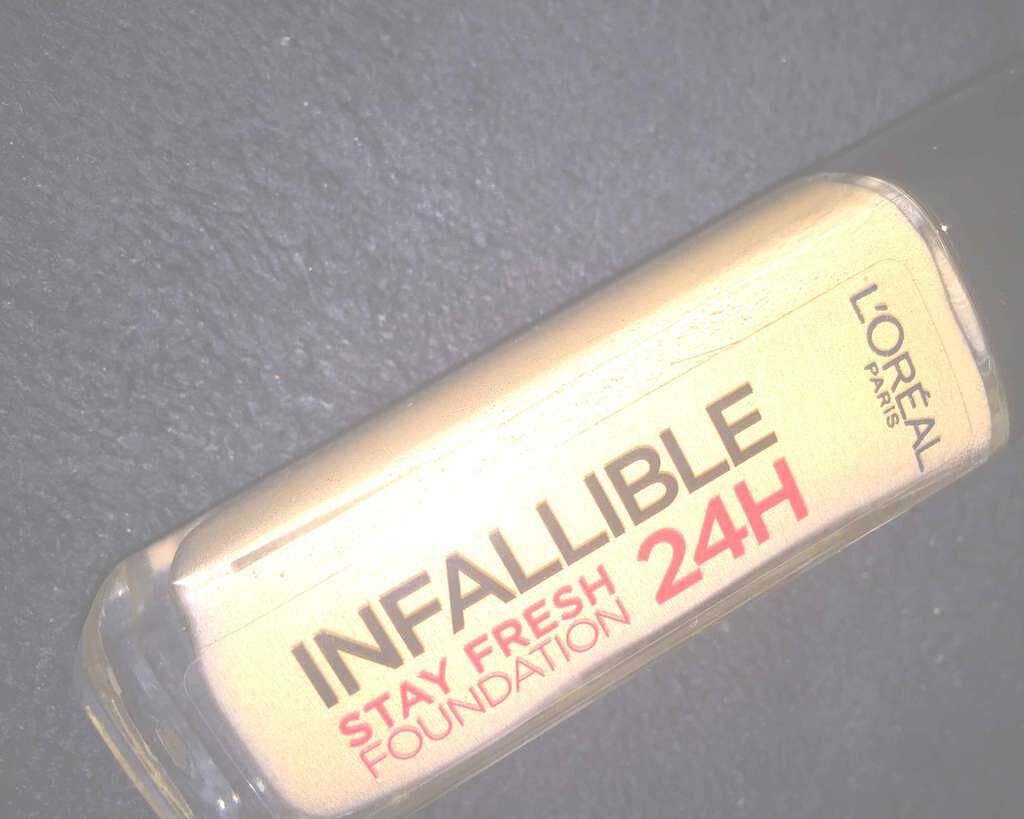 L'ORÉAL
PARIS
INFALLIBLE
24H
STAY FRESH
FOUNDATION